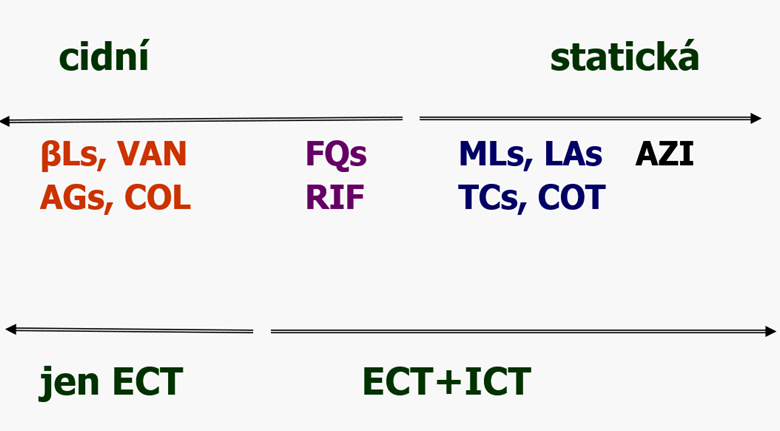 cidní statická
βLs, VAN FQs MLs, LAs AZI
AGs, COL RIF TCs, COT
jen ECT ECT+ICT